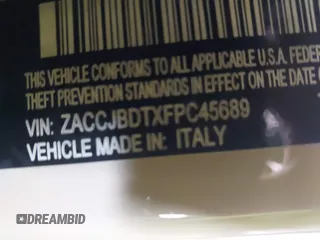 THIS VEHICLE CONFORMS TO ALL APPLICABLE U.S.A. FEDER
THEFT PREVENTION STANDARDS IN EFFECT ON THE DATE
VIN: ZACCJBDTXFPC45689
VEHICLE MADE IN: ITALY
DREAMBID